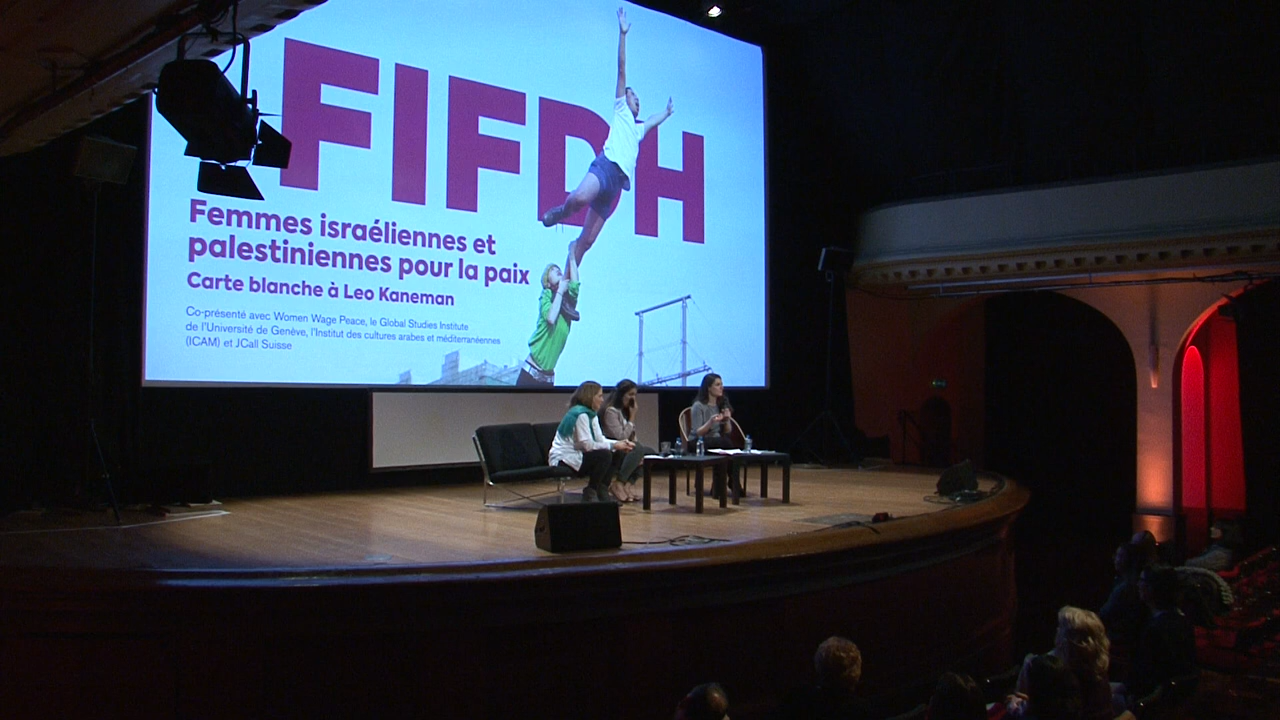 FIFDH
Femmes israéliennes et
palestiniennes pour la paix
Carte blanche à Leo Kaneman
Co-présenté avec Women Wage Peace, le Global Studies Institute
de l'Université de Genève, l'Institut des cultures arabes et méditerranéennes
(ICAM) et JCall Suisse